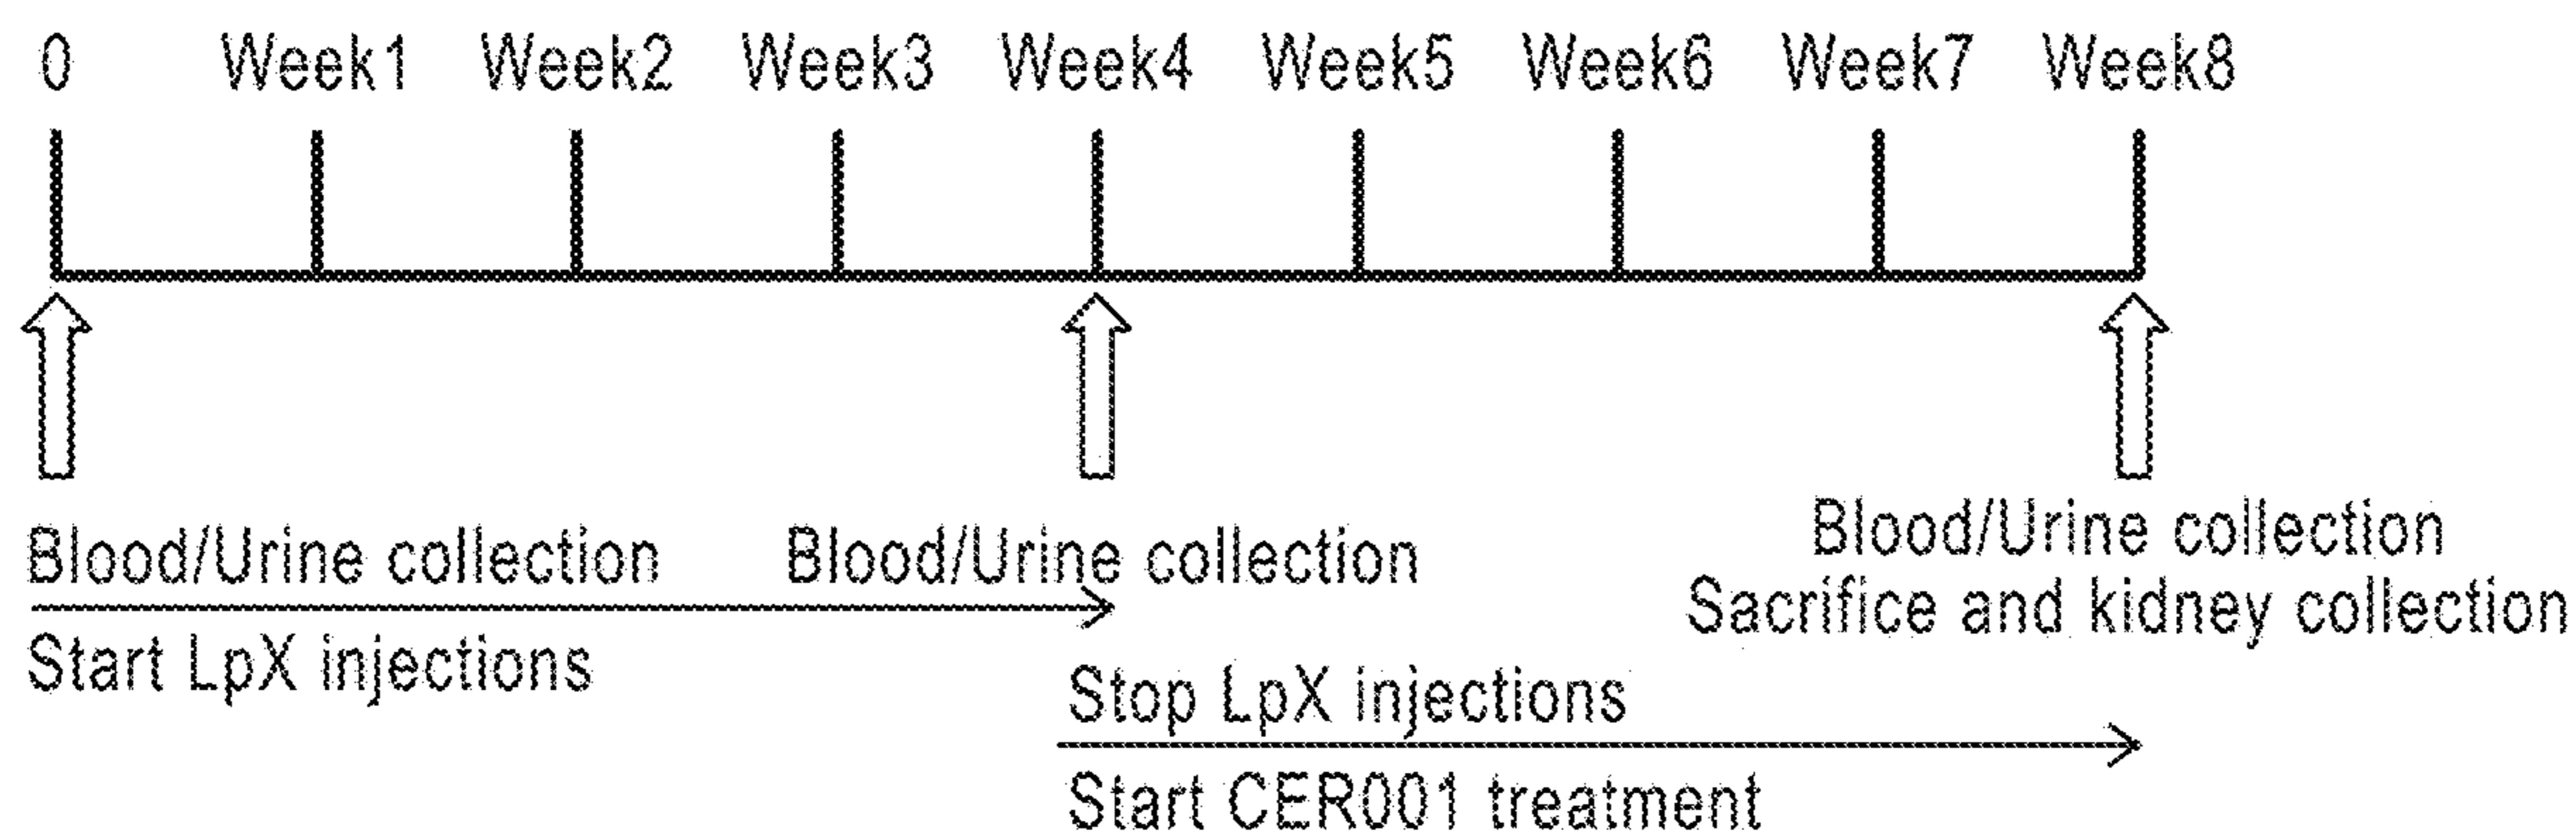 0 Week1 Week2 Week3 Week4 Week5 Week6 Week7 Week8
Blood/Urine collection Blood/Urine collection Blood/Urine collection
Sacrifice and kidney collection
Start LpX injections
Stop LpX injections
Start CER001 treatment